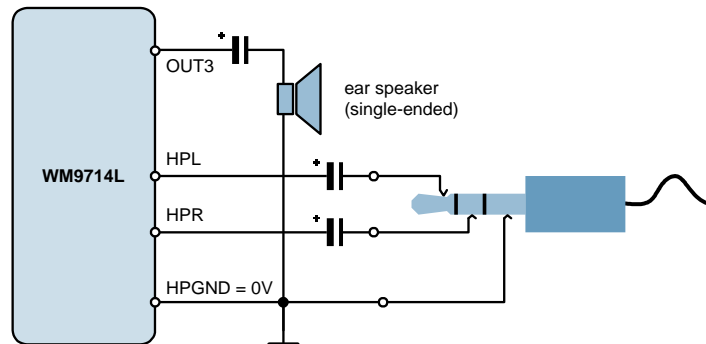 OUT3
ear speaker
(single-ended)
HPL
WM9714L
HPR
HPGND = 0V